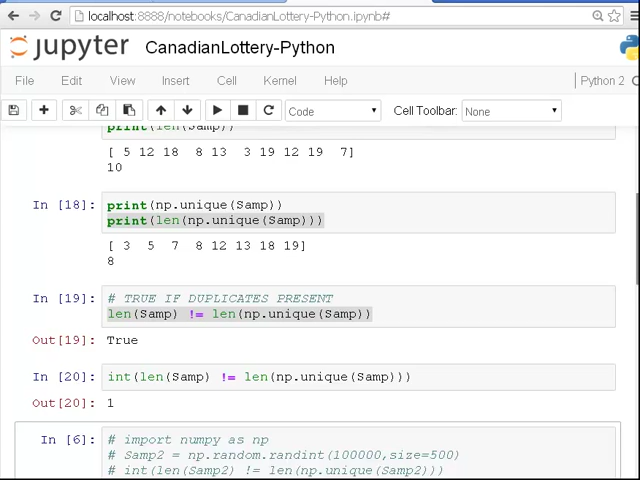 localhost:8888/notebooks/CanadianLottery-Python.ipynb#
jupyter CanadianLottery-Python
File Edit View Insert Cell Kernel Help Python 2
Code Cell Toolbar: None
print(len(Samp))
[ 5 12 18 8 13 3 19 12 19 7]
10
In [18]: print(np.unique(Samp))
print(len(np.unique(Samp)))
[ 3 5 7 8 12 13 18 19]
8
In [19]: # TRUE IF DUPLICATES PRESENT
len(Samp) != len(np.unique(Samp))
Out[19]: True
In [20]: int(len(Samp) != len(np.unique(Samp)))
Out[20]: 1
In [6]: # import numpy as np
# Samp2 = np.random.randint(100000,size=500)
# int(len(Samp2) != len(np.unique(Samp2)))